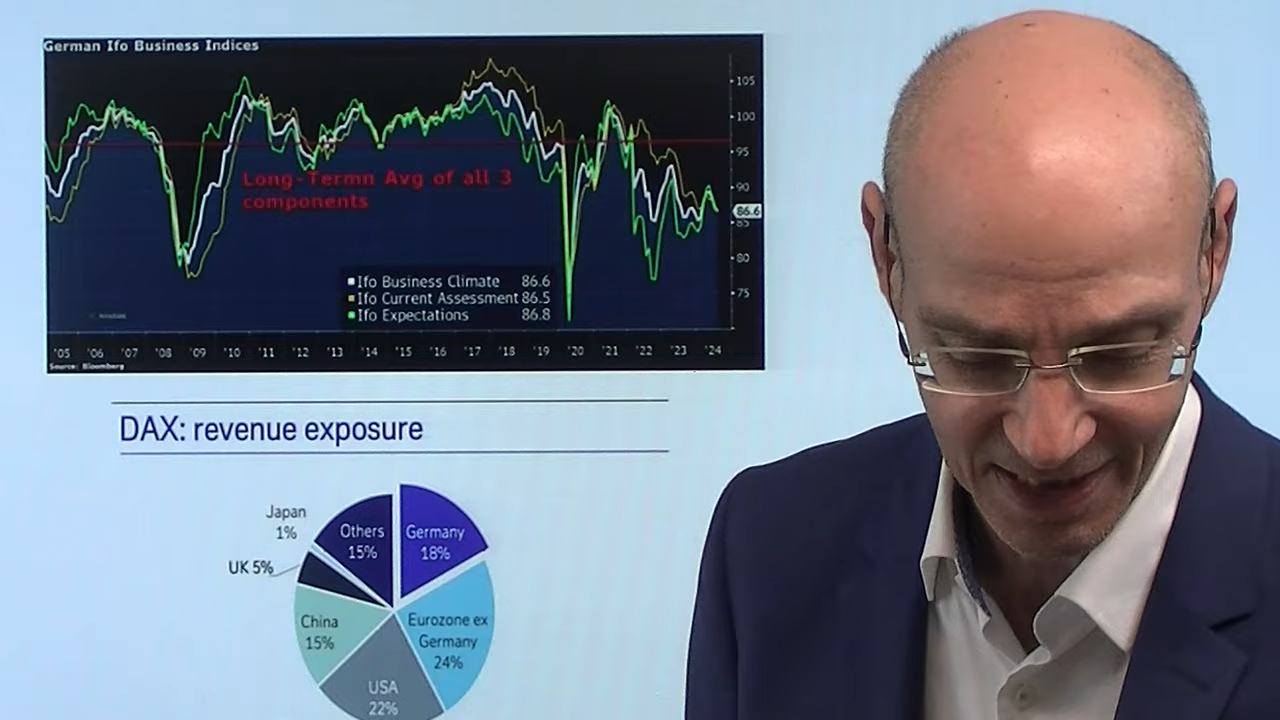 German Ifo Business Indices
105
100
95
90
86.6
85
80
75
Long-Termn Avg of all 3
components
Ifo Business Climate 86.6
Ifo Current Assessment 86.5
Ifo Expectations 86.8
'05 '06 '07 '08 '09 '10 '11 '12 '13 '14 '15 '16 '17 '18 '19 '20 '21 '22 '23 '24
Source: Bloomberg
DAX: revenue exposure
Japan
1%
Others
15%
Germany
18%
UK 5%
China
15%
Eurozone ex
Germany
24%
USA
22%